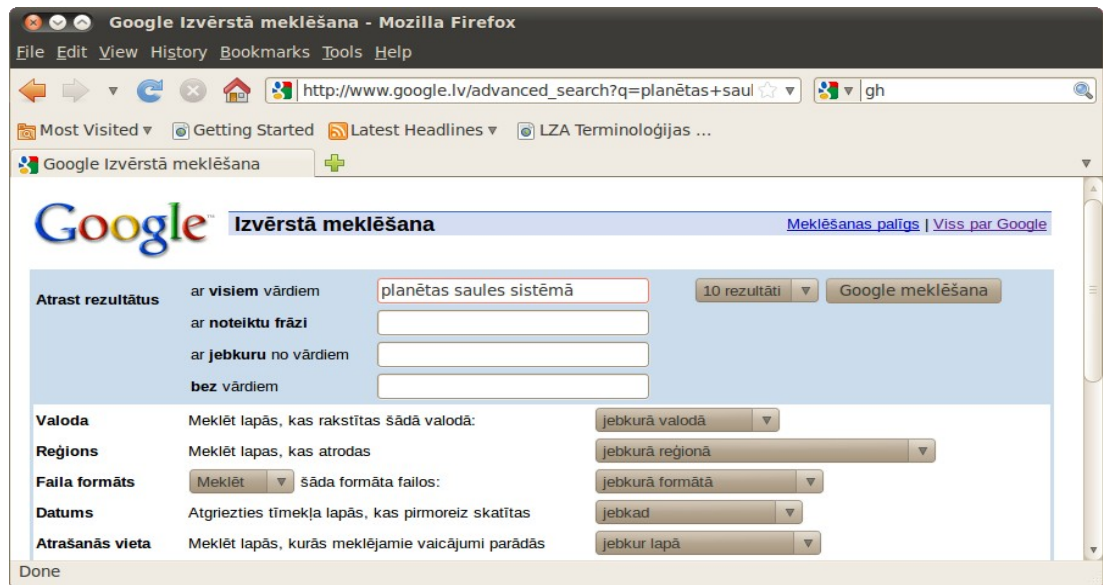 Google Izvērstā meklēšana - Mozilla Firefox
File Edit View History Bookmarks Tools Help
http://www.google.lv/advanced_search?q=planētas+saul gh
Most Visited Getting Started Latest Headlines LZA Terminoloģijas ...
Google Izvērstā meklēšana
Google™ Izvērstā meklēšana Meklēšanas palīgs | Viss par Google
Atrast rezultātus ar visiem vārdiem planētas saules sistēmā 10 rezultāti Google meklēšana
ar noteiktu frāzi
ar jebkuru no vārdiem
bez vārdiem
Valoda Meklēt lapās, kas rakstītas šādā valodā: jebkurā valodā
Reģions Meklēt lapas, kas atrodas jebkurā reģionā
Faila formāts Meklēt šāda formāta failos: jebkurā formātā
Datums Atgriezties tīmekļa lapās, kas pirmoreiz skatītas jebkad
Atrašanās vieta Meklēt lapās, kurās meklējamie vaicājumi parādās jebkur lapā
Done